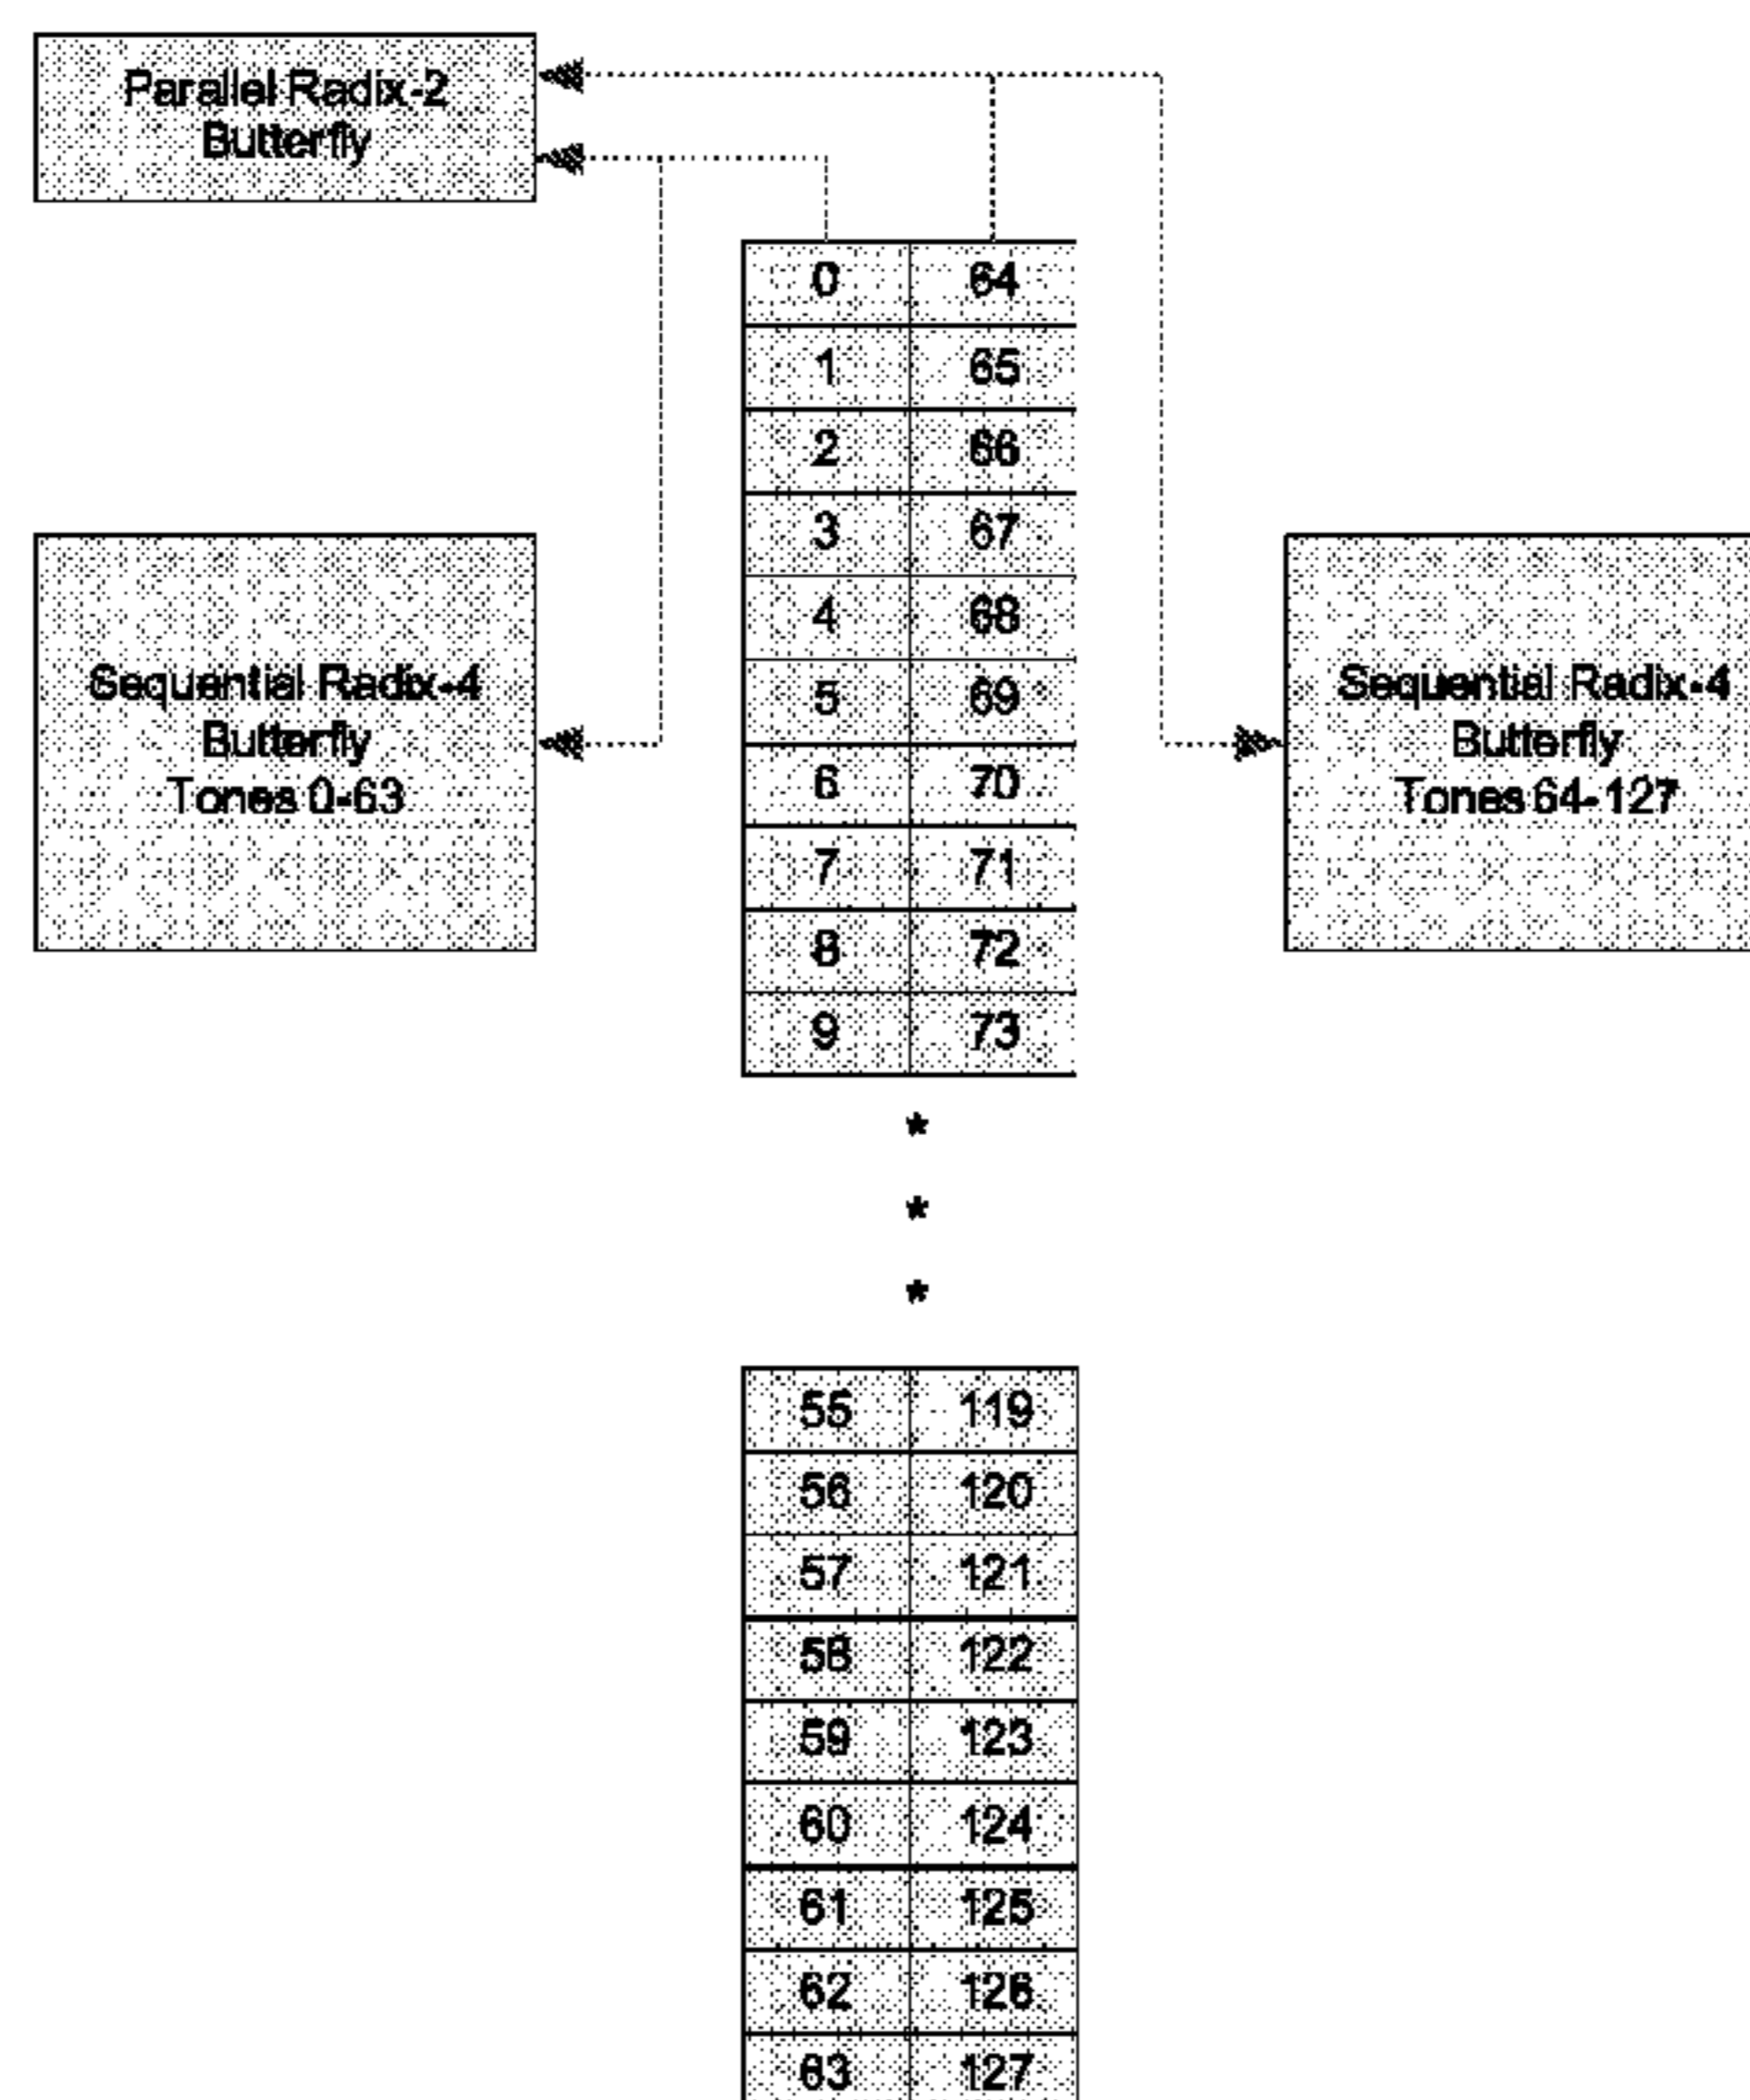 Parallel Radix-2
Butterfly
0 64
1 65
2 66
3 67
4 68
5 69
6 70
7 71
8 72
9 73
Sequential Radix-4
Butterfly
Tones 0-63
Sequential Radix-4
Butterfly
Tones 64-127
*
*
*
55 119
56 120
57 121
58 122
59 123
60 124
61 125
62 126
63 127